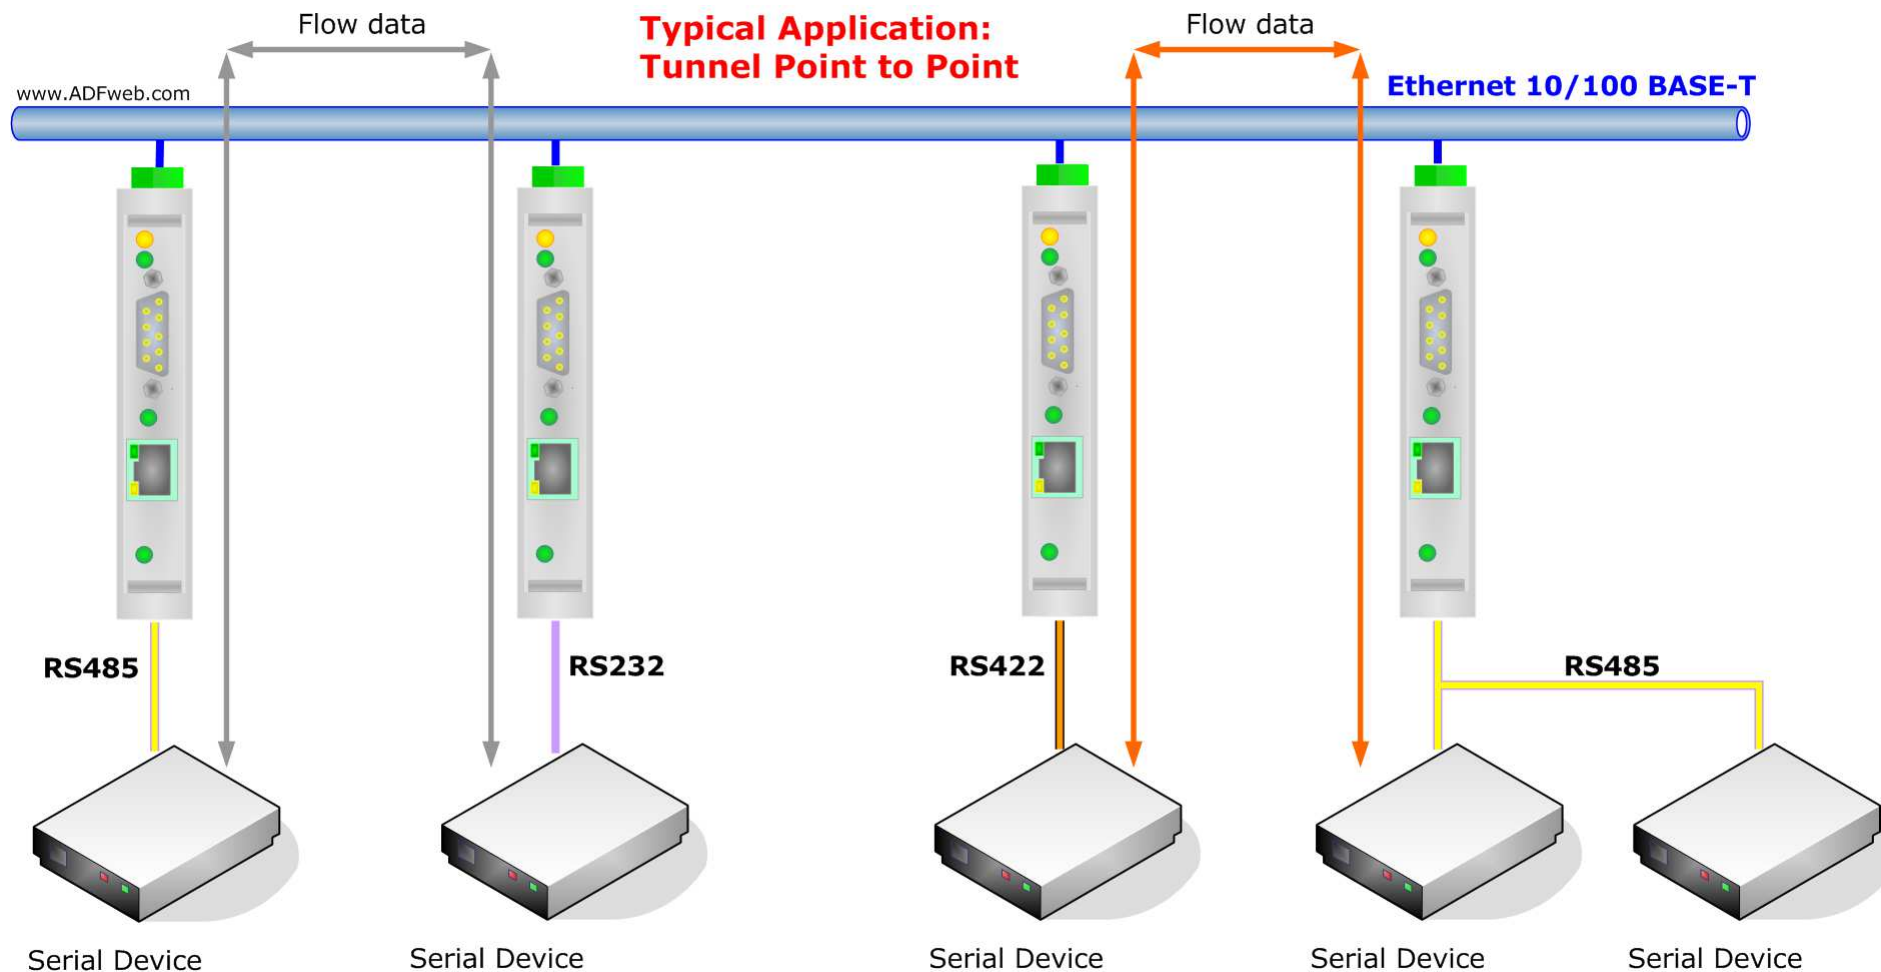 Flow data
Typical Application:
Tunnel Point to Point
Flow data
www.ADFweb.com
Ethernet 10/100 BASE-T
RS485
RS232
RS422
RS485
Serial Device
Serial Device
Serial Device
Serial Device
Serial Device